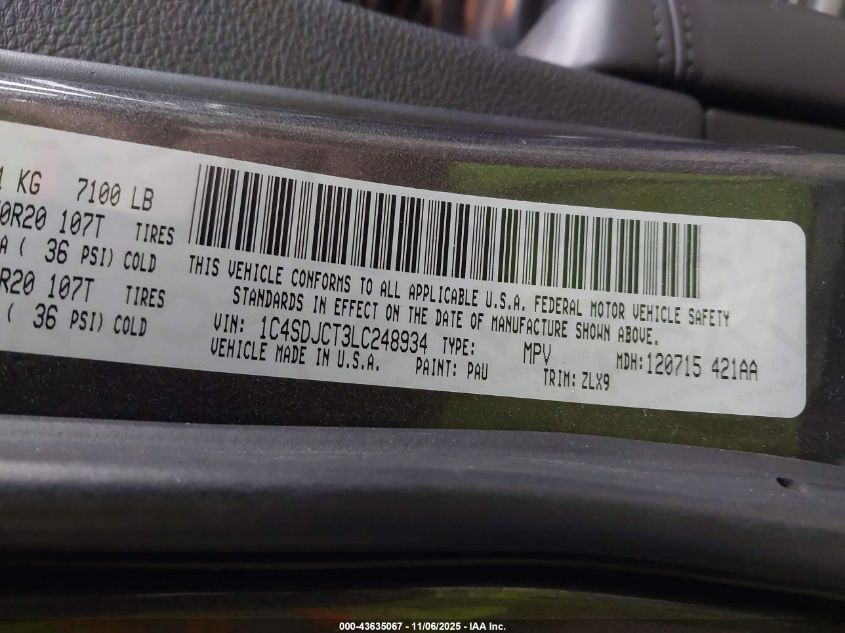 1 KG 7100 LB
0R20 107T TIRES
A ( 36 PSI) COLD
R20 107T TIRES
( 36 PSI) COLD
THIS VEHICLE CONFORMS TO ALL APPLICABLE U.S.A. FEDERAL MOTOR VEHICLE SAFETY
STANDARDS IN EFFECT ON THE DATE OF MANUFACTURE SHOWN ABOVE.
VIN: 1C4SDJCT3LC248934 TYPE: MPV MDH:120715 421AA
VEHICLE MADE IN U.S.A. PAINT: PAU TRIM: ZLX9
000-43635067 - 11/06/2025 - IAA Inc.